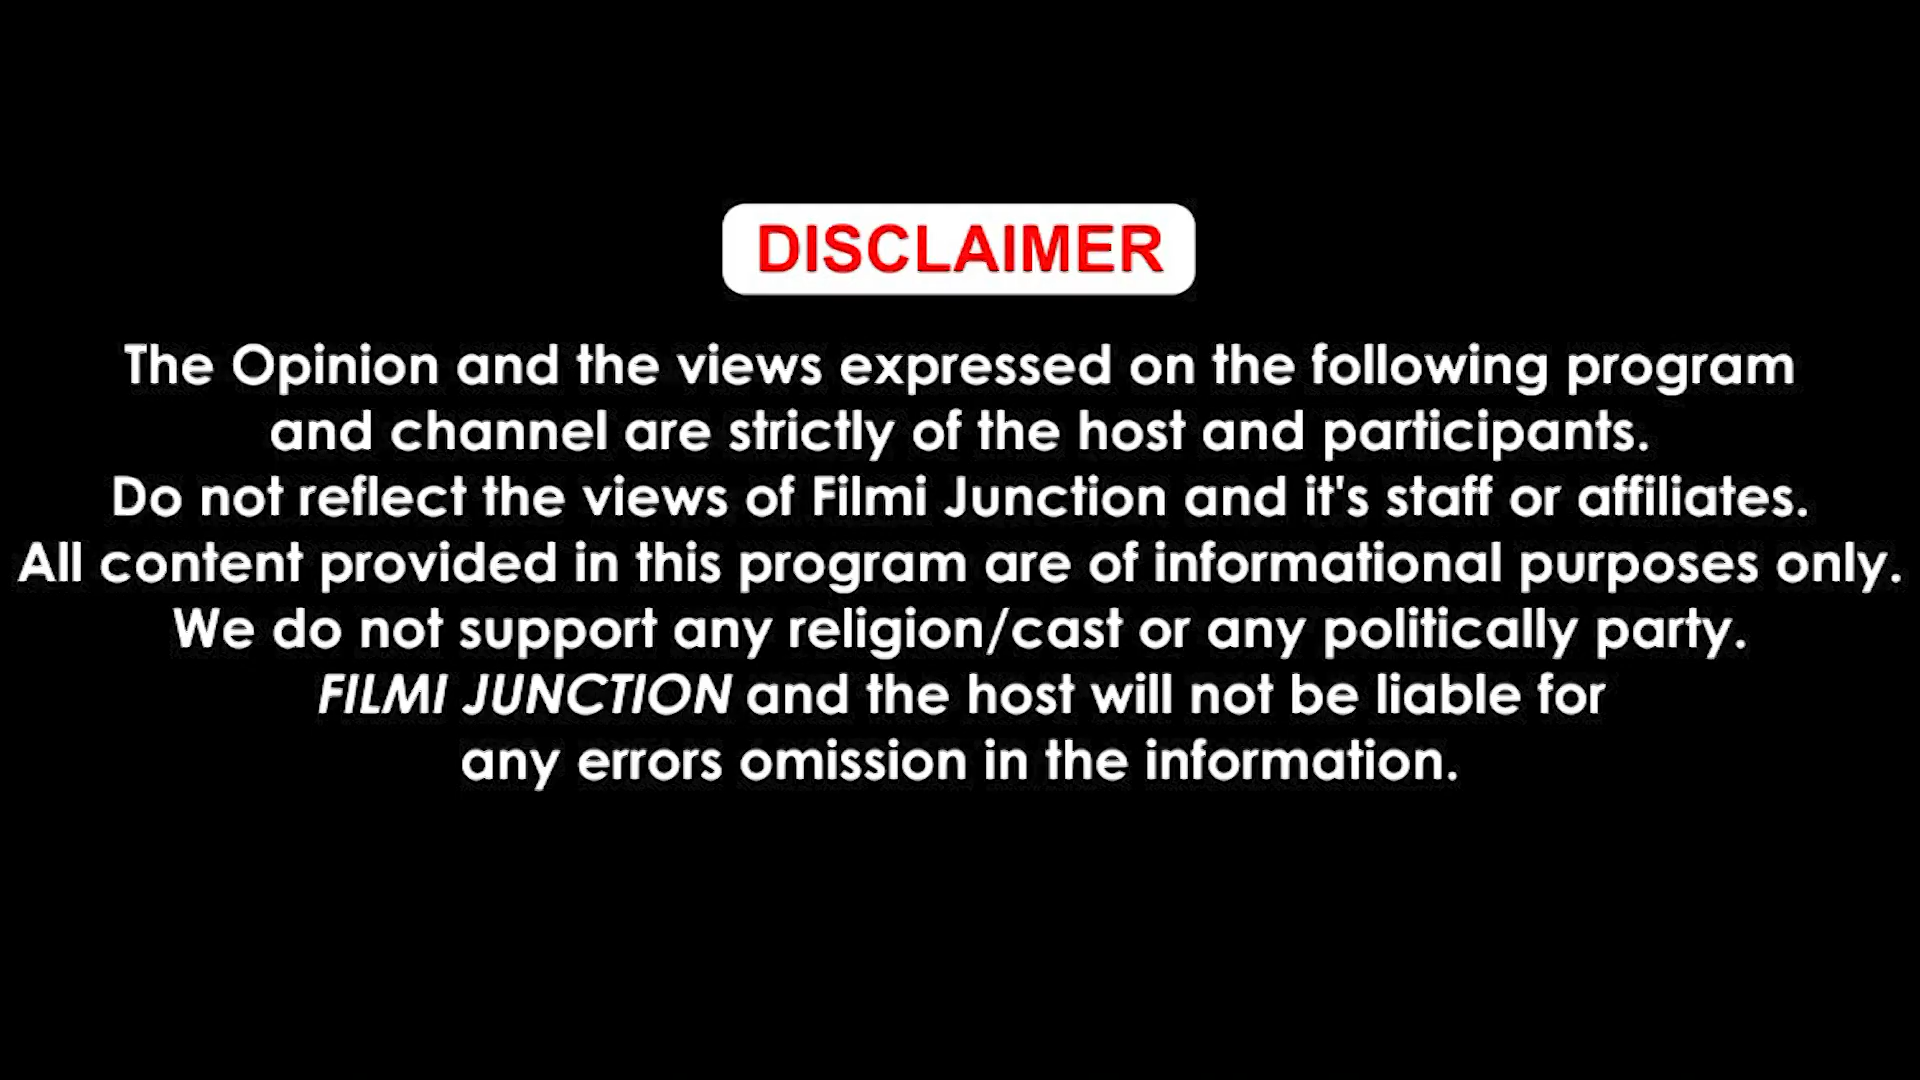 DISCLAIMER
The Opinion and the views expressed on the following program
and channel are strictly of the host and participants.
Do not reflect the views of Filmi Junction and it's staff or affiliates.
All content provided in this program are of informational purposes only.
We do not support any religion/cast or any politically party.
FILMI JUNCTION and the host will not be liable for
any errors omission in the information.